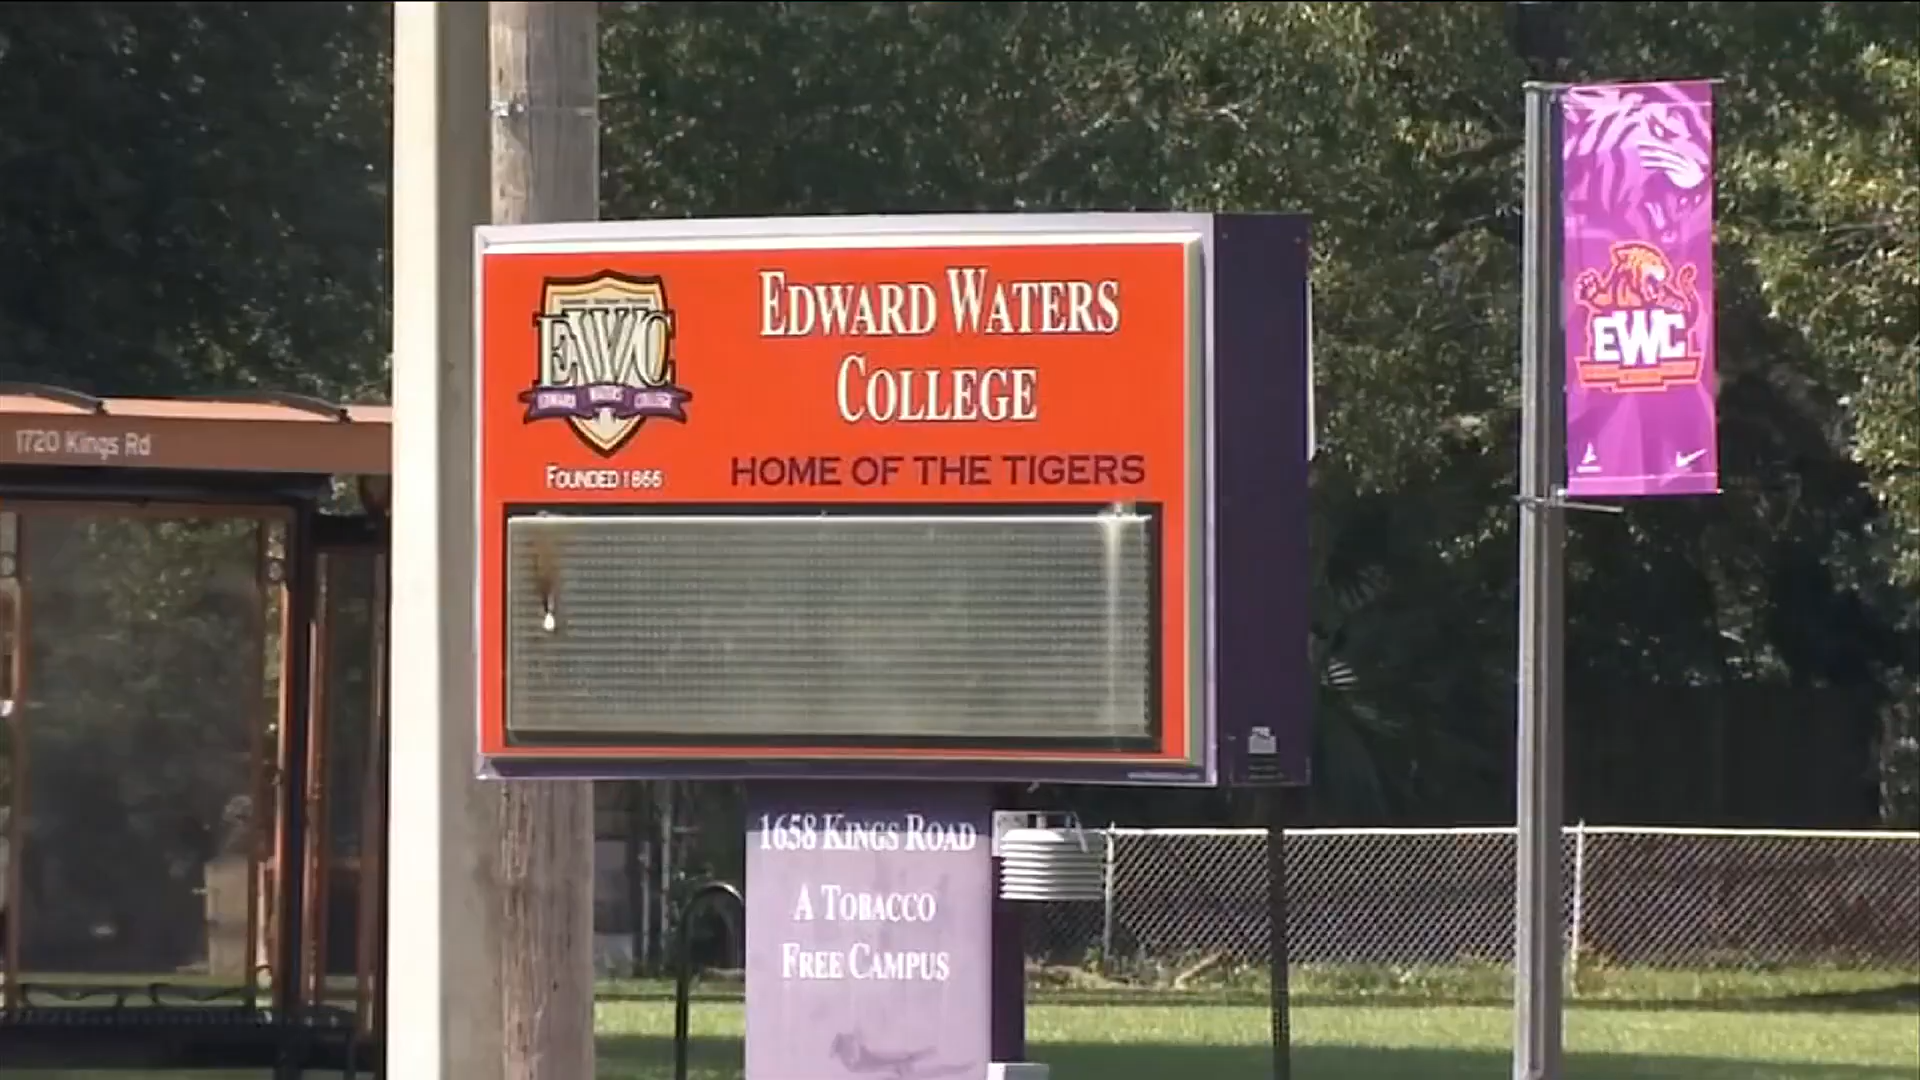 1720 Kings Rd
EWC
EDWARD WATERS COLLEGE
FOUNDED 1866
EDWARD WATERS
COLLEGE
HOME OF THE TIGERS
1658 KINGS ROAD
A TOBACCO
FREE CAMPUS
EWC